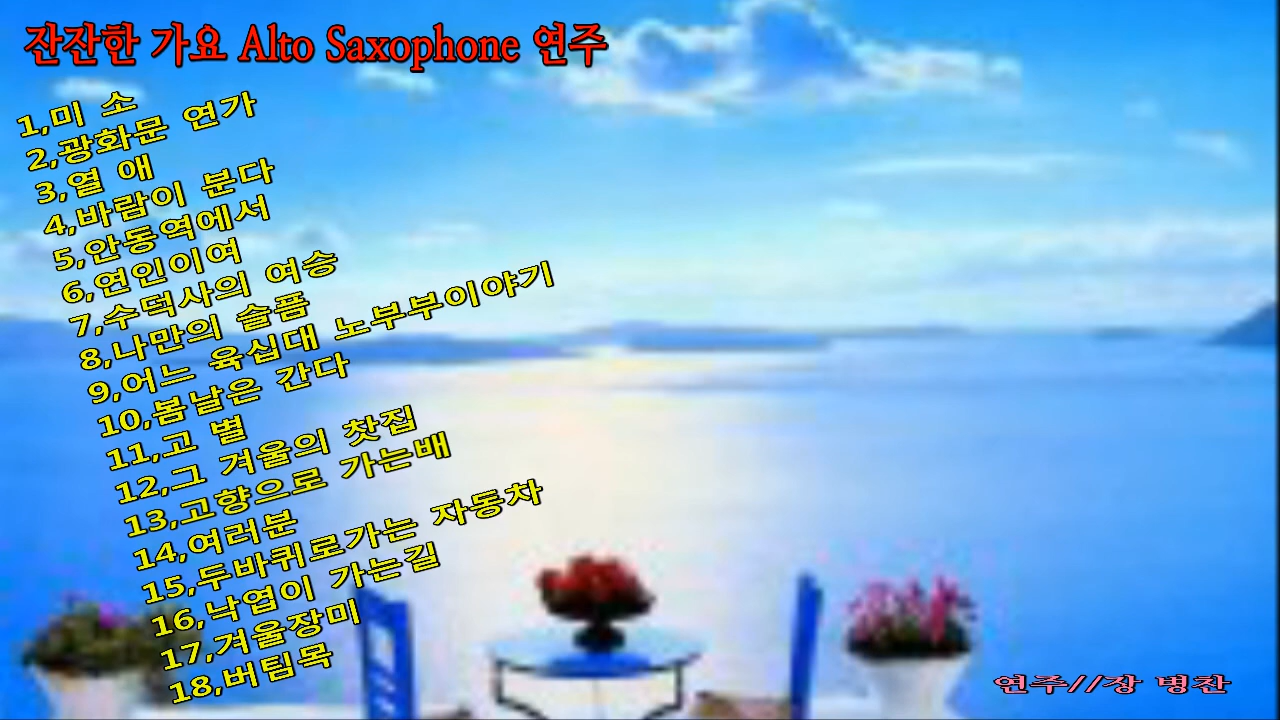 잔잔한 가요 Alto Saxophone 연주
1,미 소
2,광화문 연가
3,열 애
4,바람이 분다
5,안동역에서
6,연인이여
7,수덕사의 여승
8,나만의 슬픔
9,어느 육십대 노부부이야기
10,봄날은 간다
11,고 별
12,그 겨울의 찻집
13,고향으로 가는배
14,여러분
15,두바퀴로가는 자동차
16,낙엽이 가는길
17,겨울장미
18,버팀목
연주//장 병찬